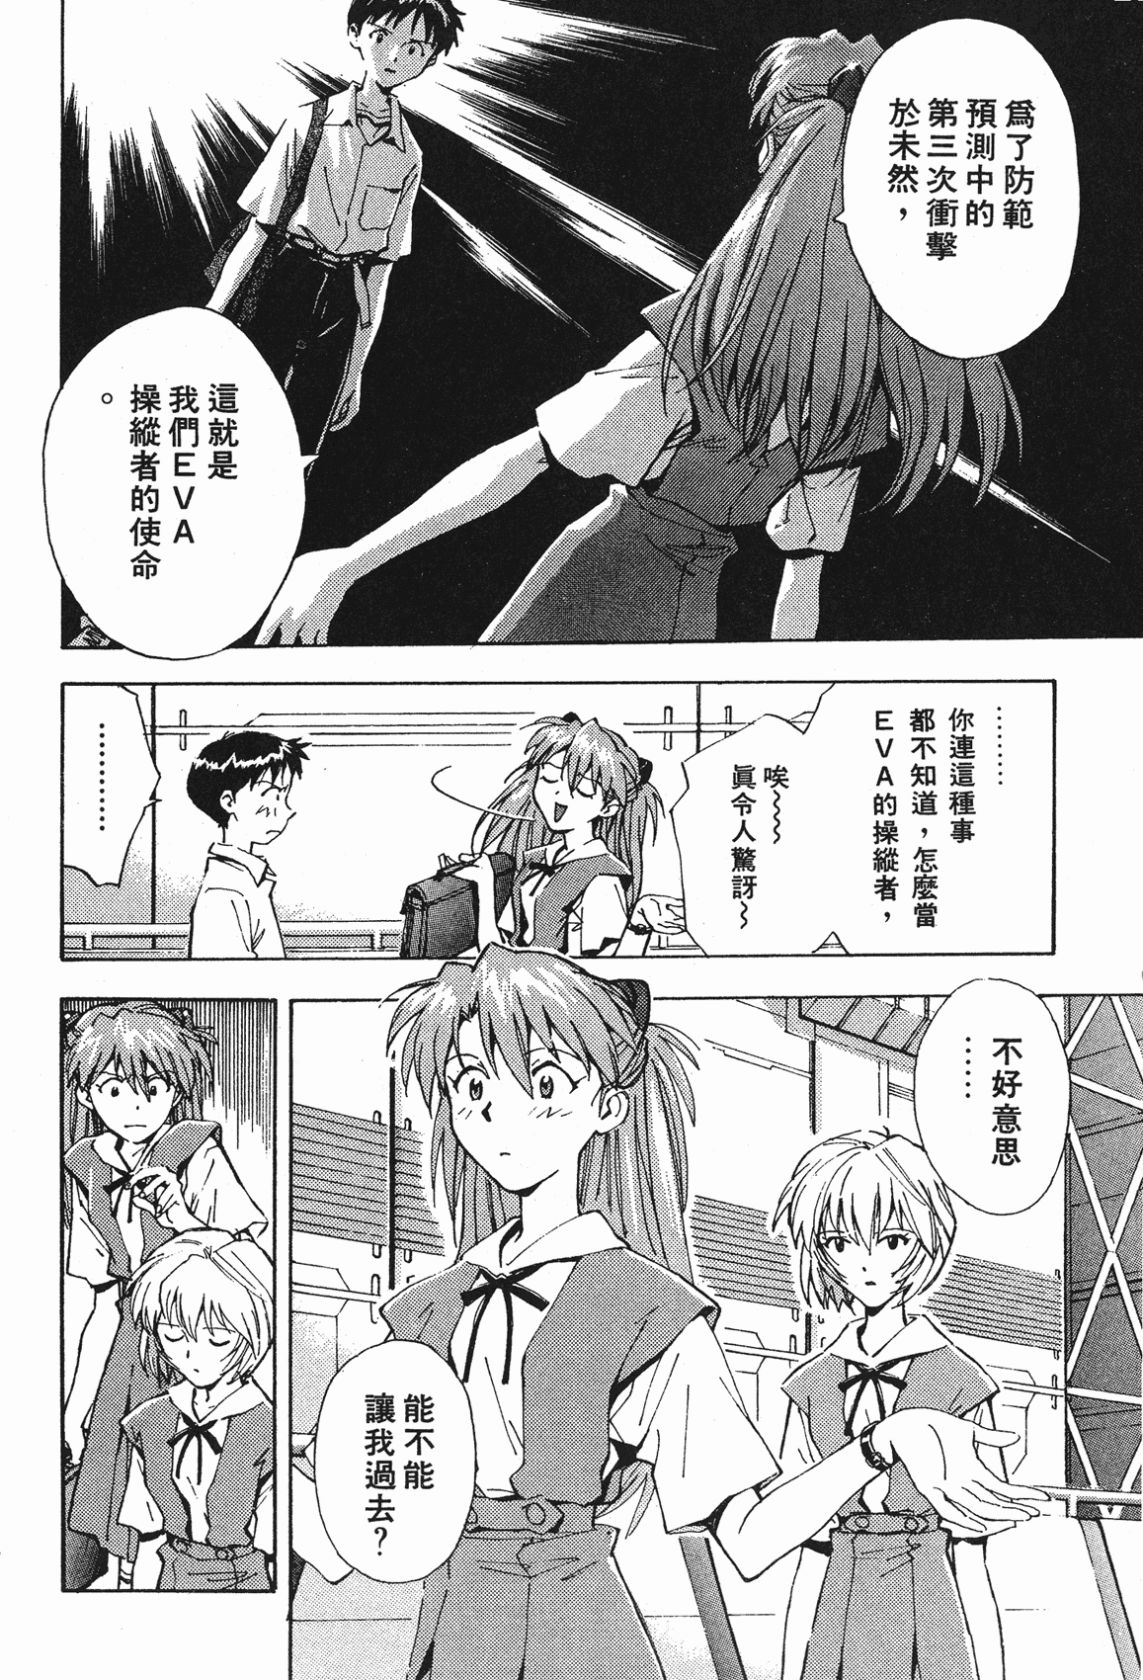 爲了防範
預測中的
第三次衝擊
於未然，
這就是
我們EVA
操縱者的使命
。
………
你連這種事
都不知道，怎麼當
EVA的操縱者，
唉～～～
眞令人驚訝～
…………
不好意思
……
能不能
讓我過去？